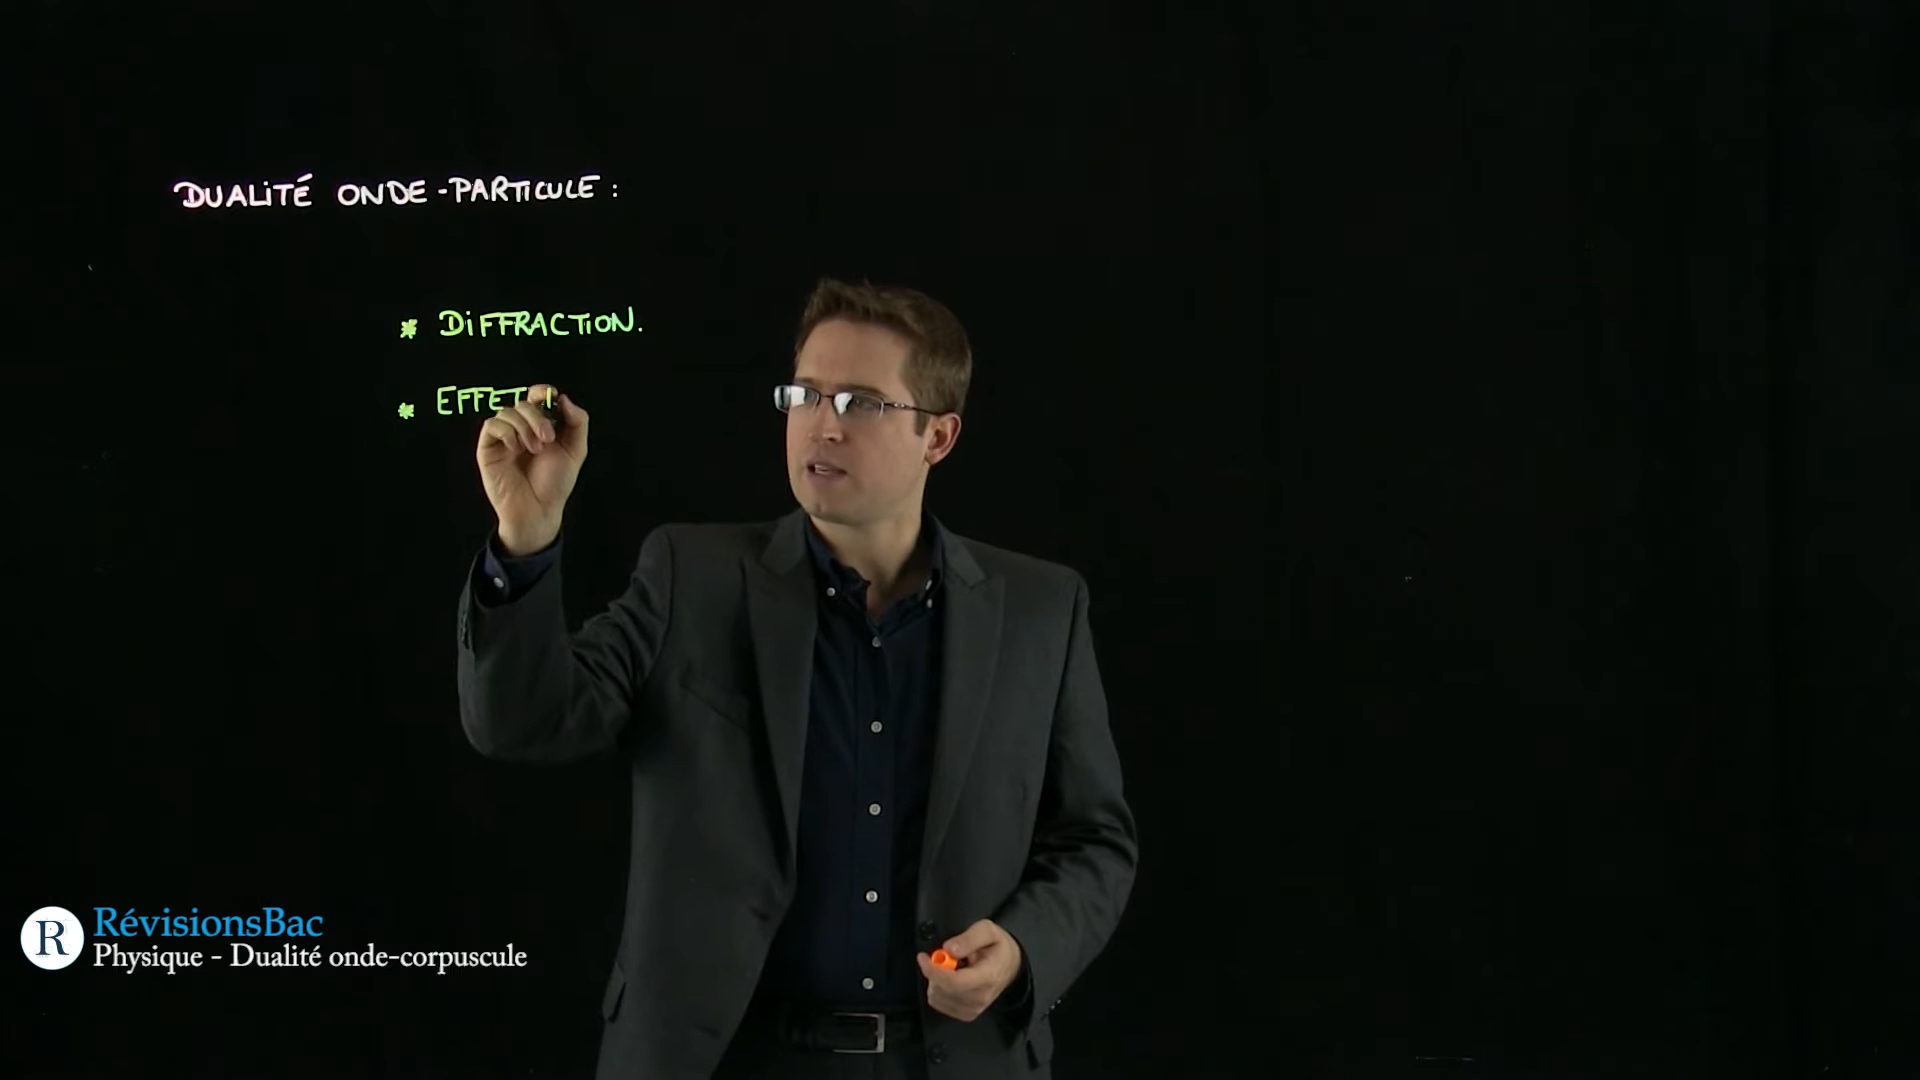 DUALITÉ ONDE-PARTICULE :
* DIFFRACTION.
* EFFET
R
RévisionsBac
Physique - Dualité onde-corpuscule